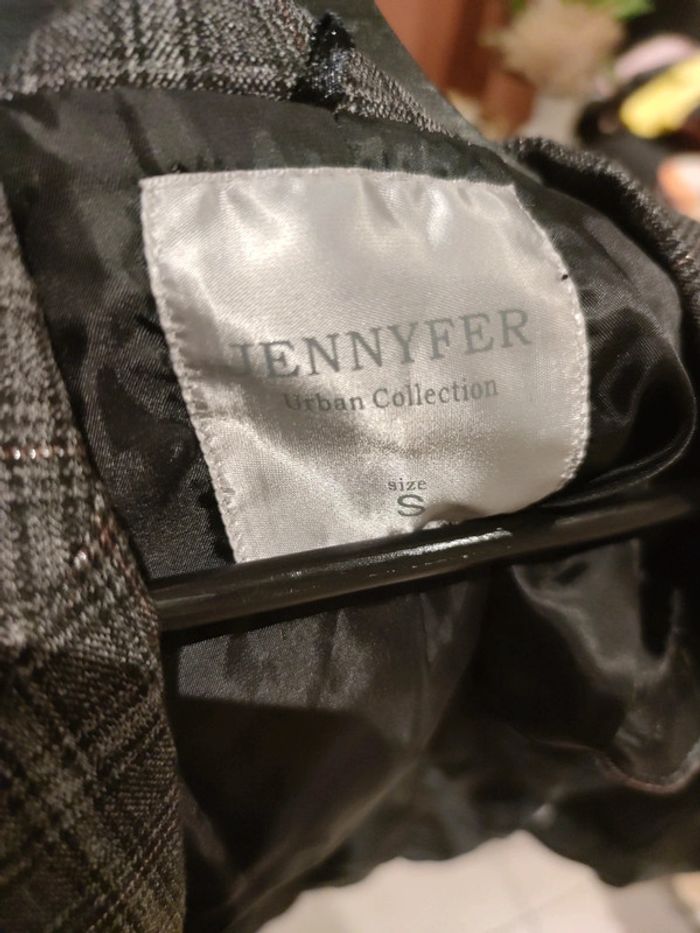 JENNYFER
Urban Collection
size
S